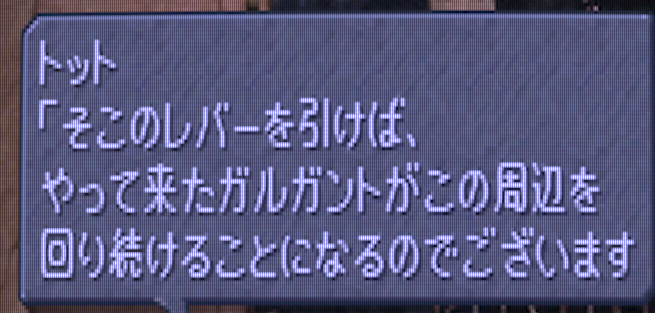 トット
「そこのレバーを引けば、
やって来たガルガントがこの周辺を
回り続けることになるのでございます